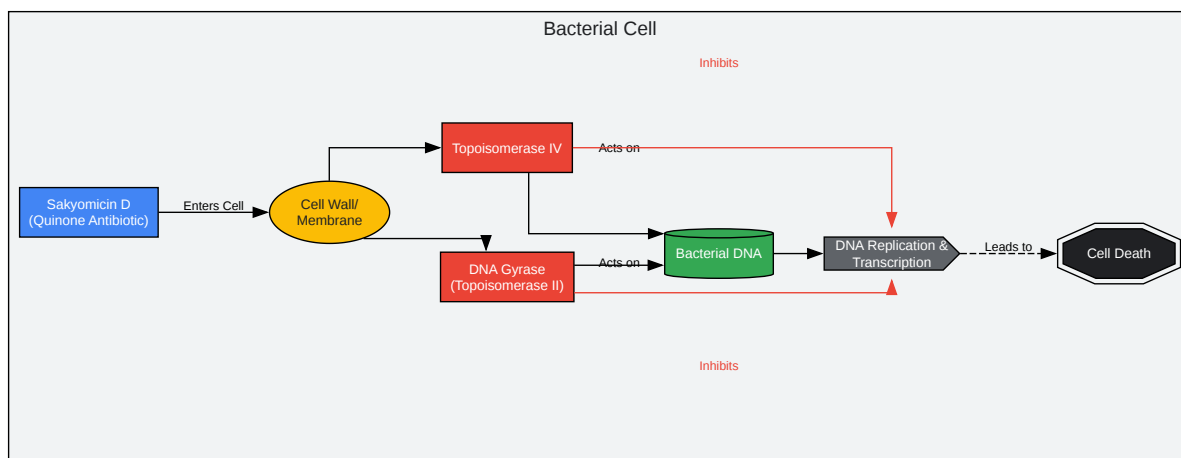 Bacterial Cell
Inhibits
Topoisomerase IV
Acts on
Sakyomicin D
(Quinone Antibiotic)
Enters Cell
Cell Wall/
Membrane
DNA Gyrase
(Topoisomerase II)
Acts on
Bacterial DNA
DNA Replication &
Transcription
Leads to
Cell Death
Inhibits